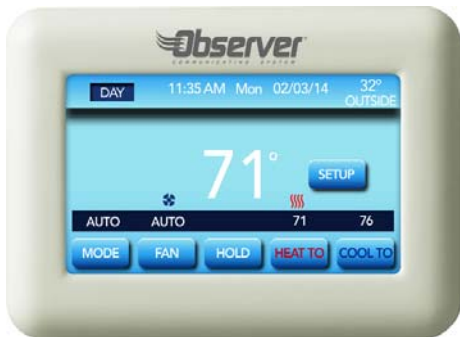 Observer
COMMUNICATING SYSTEM
DAY 11:35 AM Mon 02/03/14 32°
OUTSIDE
71°
SETUP
AUTO AUTO 71 76
MODE FAN HOLD HEAT TO COOL TO